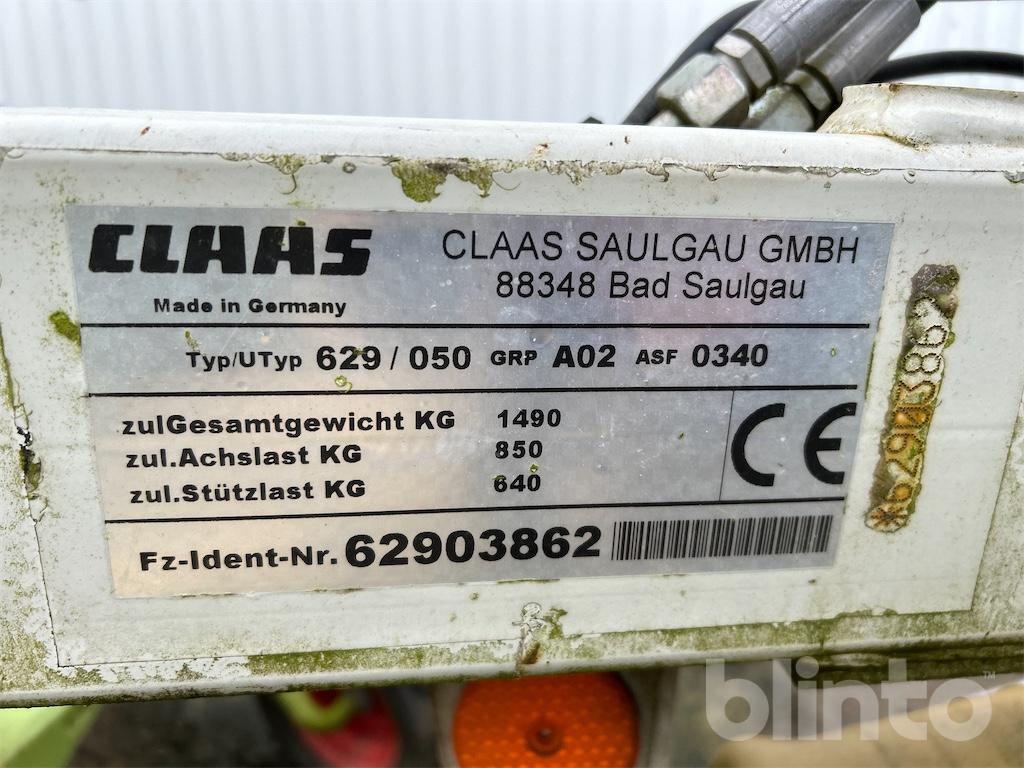 CLAAS
Made in Germany
CLAAS SAULGAU GMBH
88348 Bad Saulgau
Typ/UTyp 629 / 050 GRP A02 ASF 0340
zulGesamtgewicht KG 1490
zul.Achslast KG 850
zul.Stützlast KG 640
CE
Fz-Ident-Nr. 62903862
blinto™